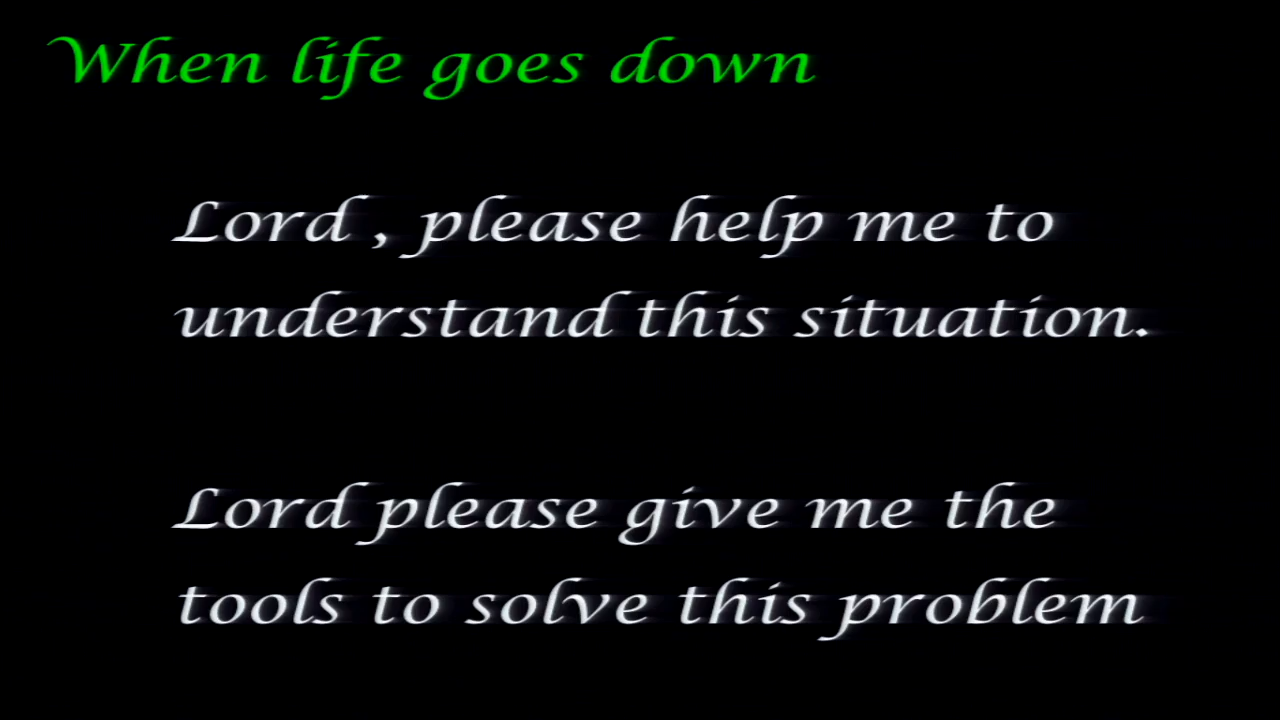 When life goes down
Lord , please help me to
understand this situation.
Lord please give me the
tools to solve this problem